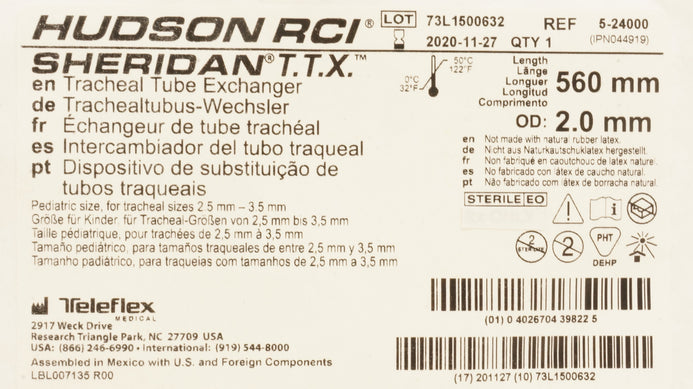 HUDSON RCI®
LOT 73L1500632
REF 5-24000
2020-11-27 QTY 1
(IPN044919)
SHERIDAN® T.T.X.™
en Tracheal Tube Exchanger
de Trachealtubus-Wechsler
fr Échangeur de tube trachéal
es Intercambiador del tubo traqueal
pt Dispositivo de substituição de
tubos traqueais
0°C
32°F
50°C
122°F
Length
Länge
Longueur
Longitud
Comprimento
560 mm
OD: 2.0 mm
en Not made with natural rubber latex.
de Nicht aus Naturkautschuklatex hergestellt.
fr Non fabriqué en caoutchouc de latex nature.
es No fabricado con látex de caucho natural.
pt Não fabricado com látex de borracha natural.
Pediatric size, for tracheal sizes 2.5 mm – 3.5 mm
Größe für Kinder, für Tracheal-Größen von 2,5 mm bis 3,5 mm
Taille pédiatrique, pour trachées de 2,5 mm à 3,5 mm
Tamaño pediátrico, para tamaños traqueales de entre 2,5 mm y 3,5 mm
Tamanho padiátrico, para traqueias com tamanhos de 2,5 mm a 3,5 mm
STERILE EO
2
STERILIZE
2
PHT
DEHP
Teleflex
MEDICAL
2917 Weck Drive
Research Triangle Park, NC 27709 USA
USA: (866) 246-6990 • International: (919) 544-8000
Assembled in Mexico with U.S. and Foreign Components
LBL007135 R00
(01) 0 4026704 39822 5
(17) 201127 (10) 73L1500632